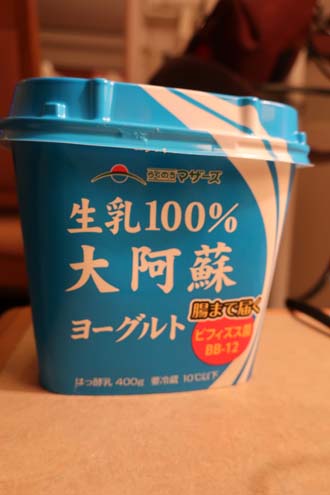 らくのうマザーズ
生乳100%
大阿蘇
ヨーグルト
腸まで届く
ビフィズス菌
BB-12
はっ酵乳 400g 要冷蔵 10℃以下